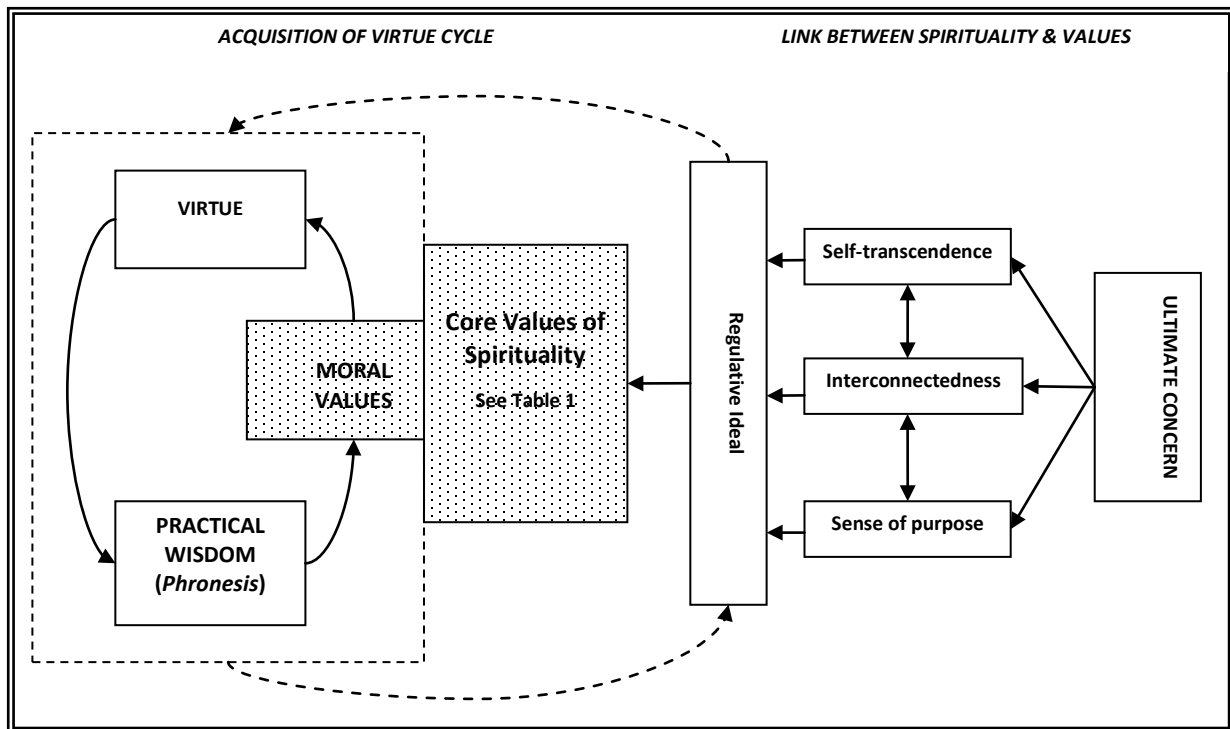 ACQUISITION OF VIRTUE CYCLE
LINK BETWEEN SPIRITUALITY & VALUES
VIRTUE
MORAL
VALUES
PRACTICAL
WISDOM
(Phronesis)
Core Values of
Spirituality
See Table 1
Regulative Ideal
Self-transcendence
Interconnectedness
Sense of purpose
ULTIMATE CONCERN